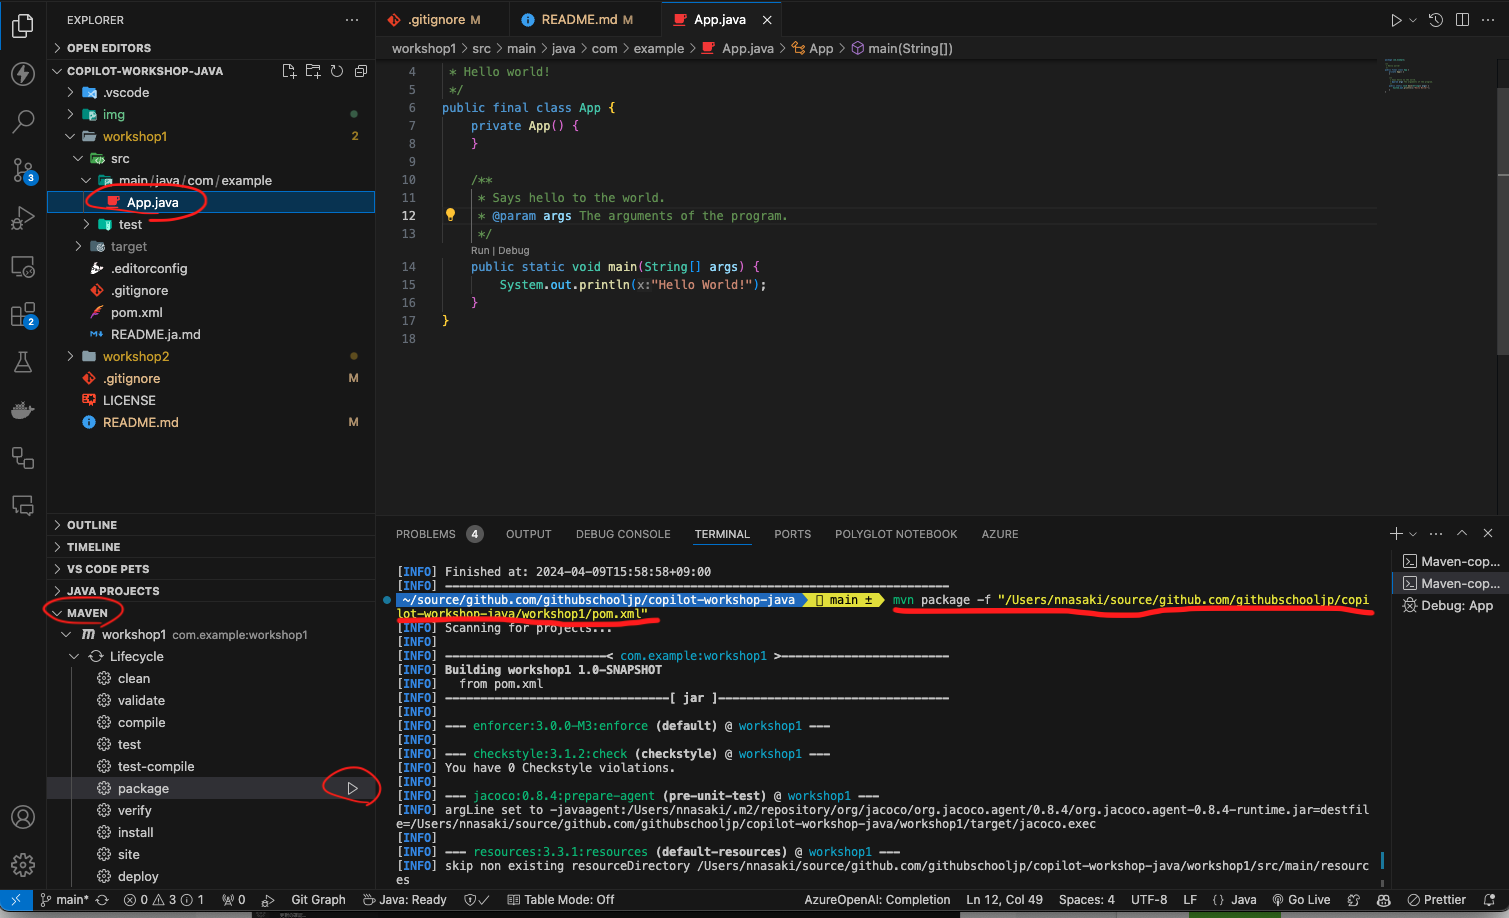 EXPLORER
OPEN EDITORS
COPILOT-WORKSHOP-JAVA
.vscode
img
workshop1 2
src
main/java/com/example
App.java
test
target
.editorconfig
.gitignore
pom.xml
README.ja.md
workshop2
.gitignore M
LICENSE
README.md M
OUTLINE
TIMELINE
VS CODE PETS
JAVA PROJECTS
MAVEN
workshop1 com.example:workshop1
Lifecycle
clean
validate
compile
test
test-compile
package
verify
install
site
deploy
3
2
.gitignore M README.md M App.java
workshop1 > src > main > java > com > example > App.java > App > main(String[])
4 * Hello world!
5 */
6 public final class App {
7 private App() {
8 }
9
10 /**
11 * Says hello to the world.
12 * @param args The arguments of the program.
13 */
Run | Debug
14 public static void main(String[] args) {
15 System.out.println(x:"Hello World!");
16 }
17 }
18
PROBLEMS 4 OUTPUT DEBUG CONSOLE TERMINAL PORTS POLYGLOT NOTEBOOK AZURE
[INFO] Finished at: 2024-04-09T15:58:58+09:00
[INFO] ------------------------------------------------------------------------
~/source/github.com/githubschooljp/copilot-workshop-java main ± mvn package -f "/Users/nnasaki/source/github.com/githubschooljp/copi
lot-workshop-java/workshop1/pom.xml"
[INFO] Scanning for projects...
[INFO]
[INFO] -----------------------< com.example:workshop1 >------------------------
[INFO] Building workshop1 1.0-SNAPSHOT
[INFO] from pom.xml
[INFO] --------------------------------[ jar ]---------------------------------
[INFO]
[INFO] --- enforcer:3.0.0-M3:enforce (default) @ workshop1 ---
[INFO]
[INFO] --- checkstyle:3.1.2:check (checkstyle) @ workshop1 ---
[INFO] You have 0 Checkstyle violations.
[INFO]
[INFO] --- jacoco:0.8.4:prepare-agent (pre-unit-test) @ workshop1 ---
[INFO] argLine set to -javaagent:/Users/nnasaki/.m2/repository/org/jacoco/org.jacoco.agent/0.8.4/org.jacoco.agent-0.8.4-runtime.jar=destfil
e=/Users/nnasaki/source/github.com/githubschooljp/copilot-workshop-java/workshop1/target/jacoco.exec
[INFO]
[INFO] --- resources:3.3.1:resources (default-resources) @ workshop1 ---
[INFO] skip non existing resourceDirectory /Users/nnasaki/source/github.com/githubschooljp/copilot-workshop-java/workshop1/src/main/resourc
es
Maven-cop...
Maven-cop...
Debug: App
main* 0 3 1 0 Git Graph Java: Ready Table Mode: Off AzureOpenAI: Completion Ln 12, Col 49 Spaces: 4 UTF-8 LF {} Java Go Live Prettier